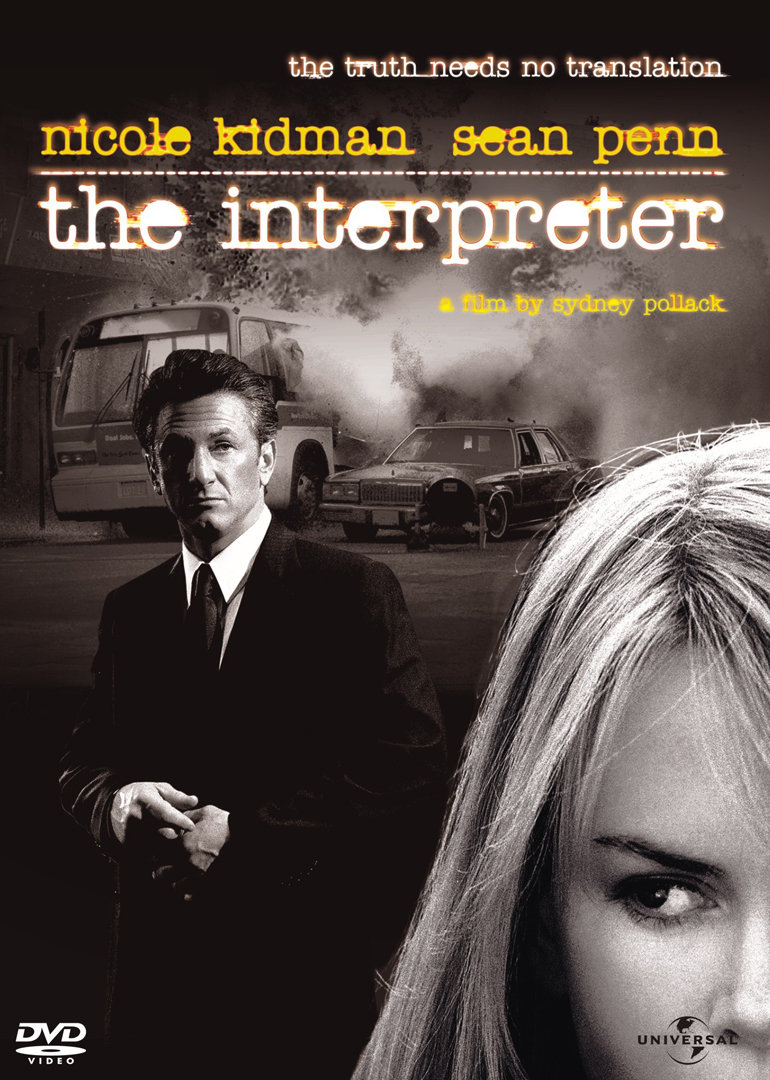 the truth needs no translation
nicole kidman sean penn
the interpreter
a film by sydney pollack
DVD
VIDEO
UNIVERSAL